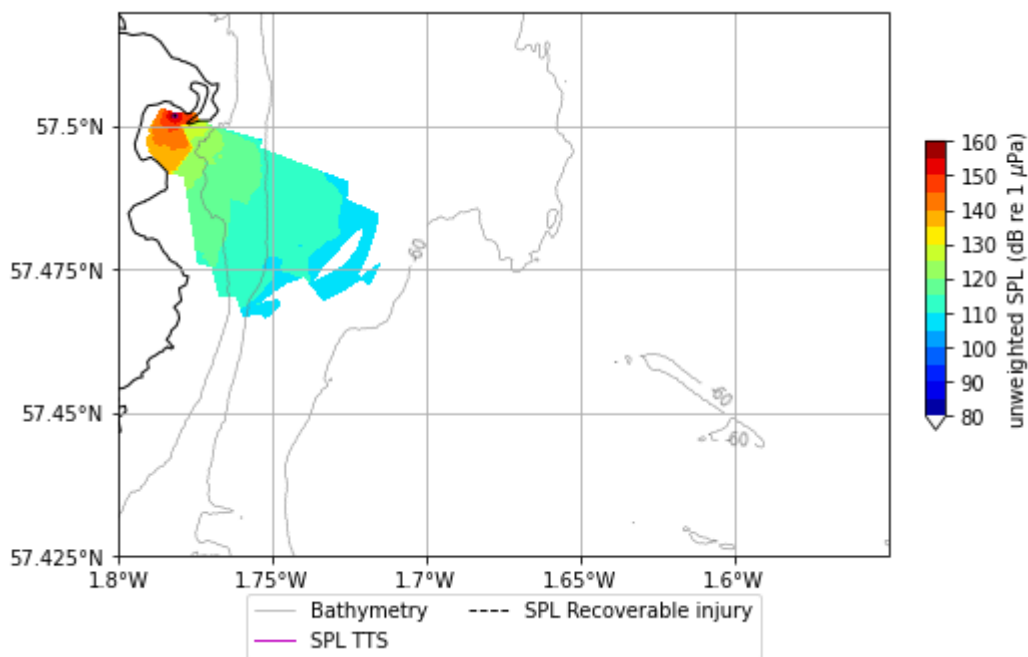 57.5°N
57.475°N
57.45°N
57.425°N
1.8°W
1.75°W
1.7°W
1.65°W
1.6°W
-60
-60
-60
160
150
140
130
120
110
100
90
80
unweighted SPL (dB re 1 μPa)
Bathymetry
SPL TTS
SPL Recoverable injury